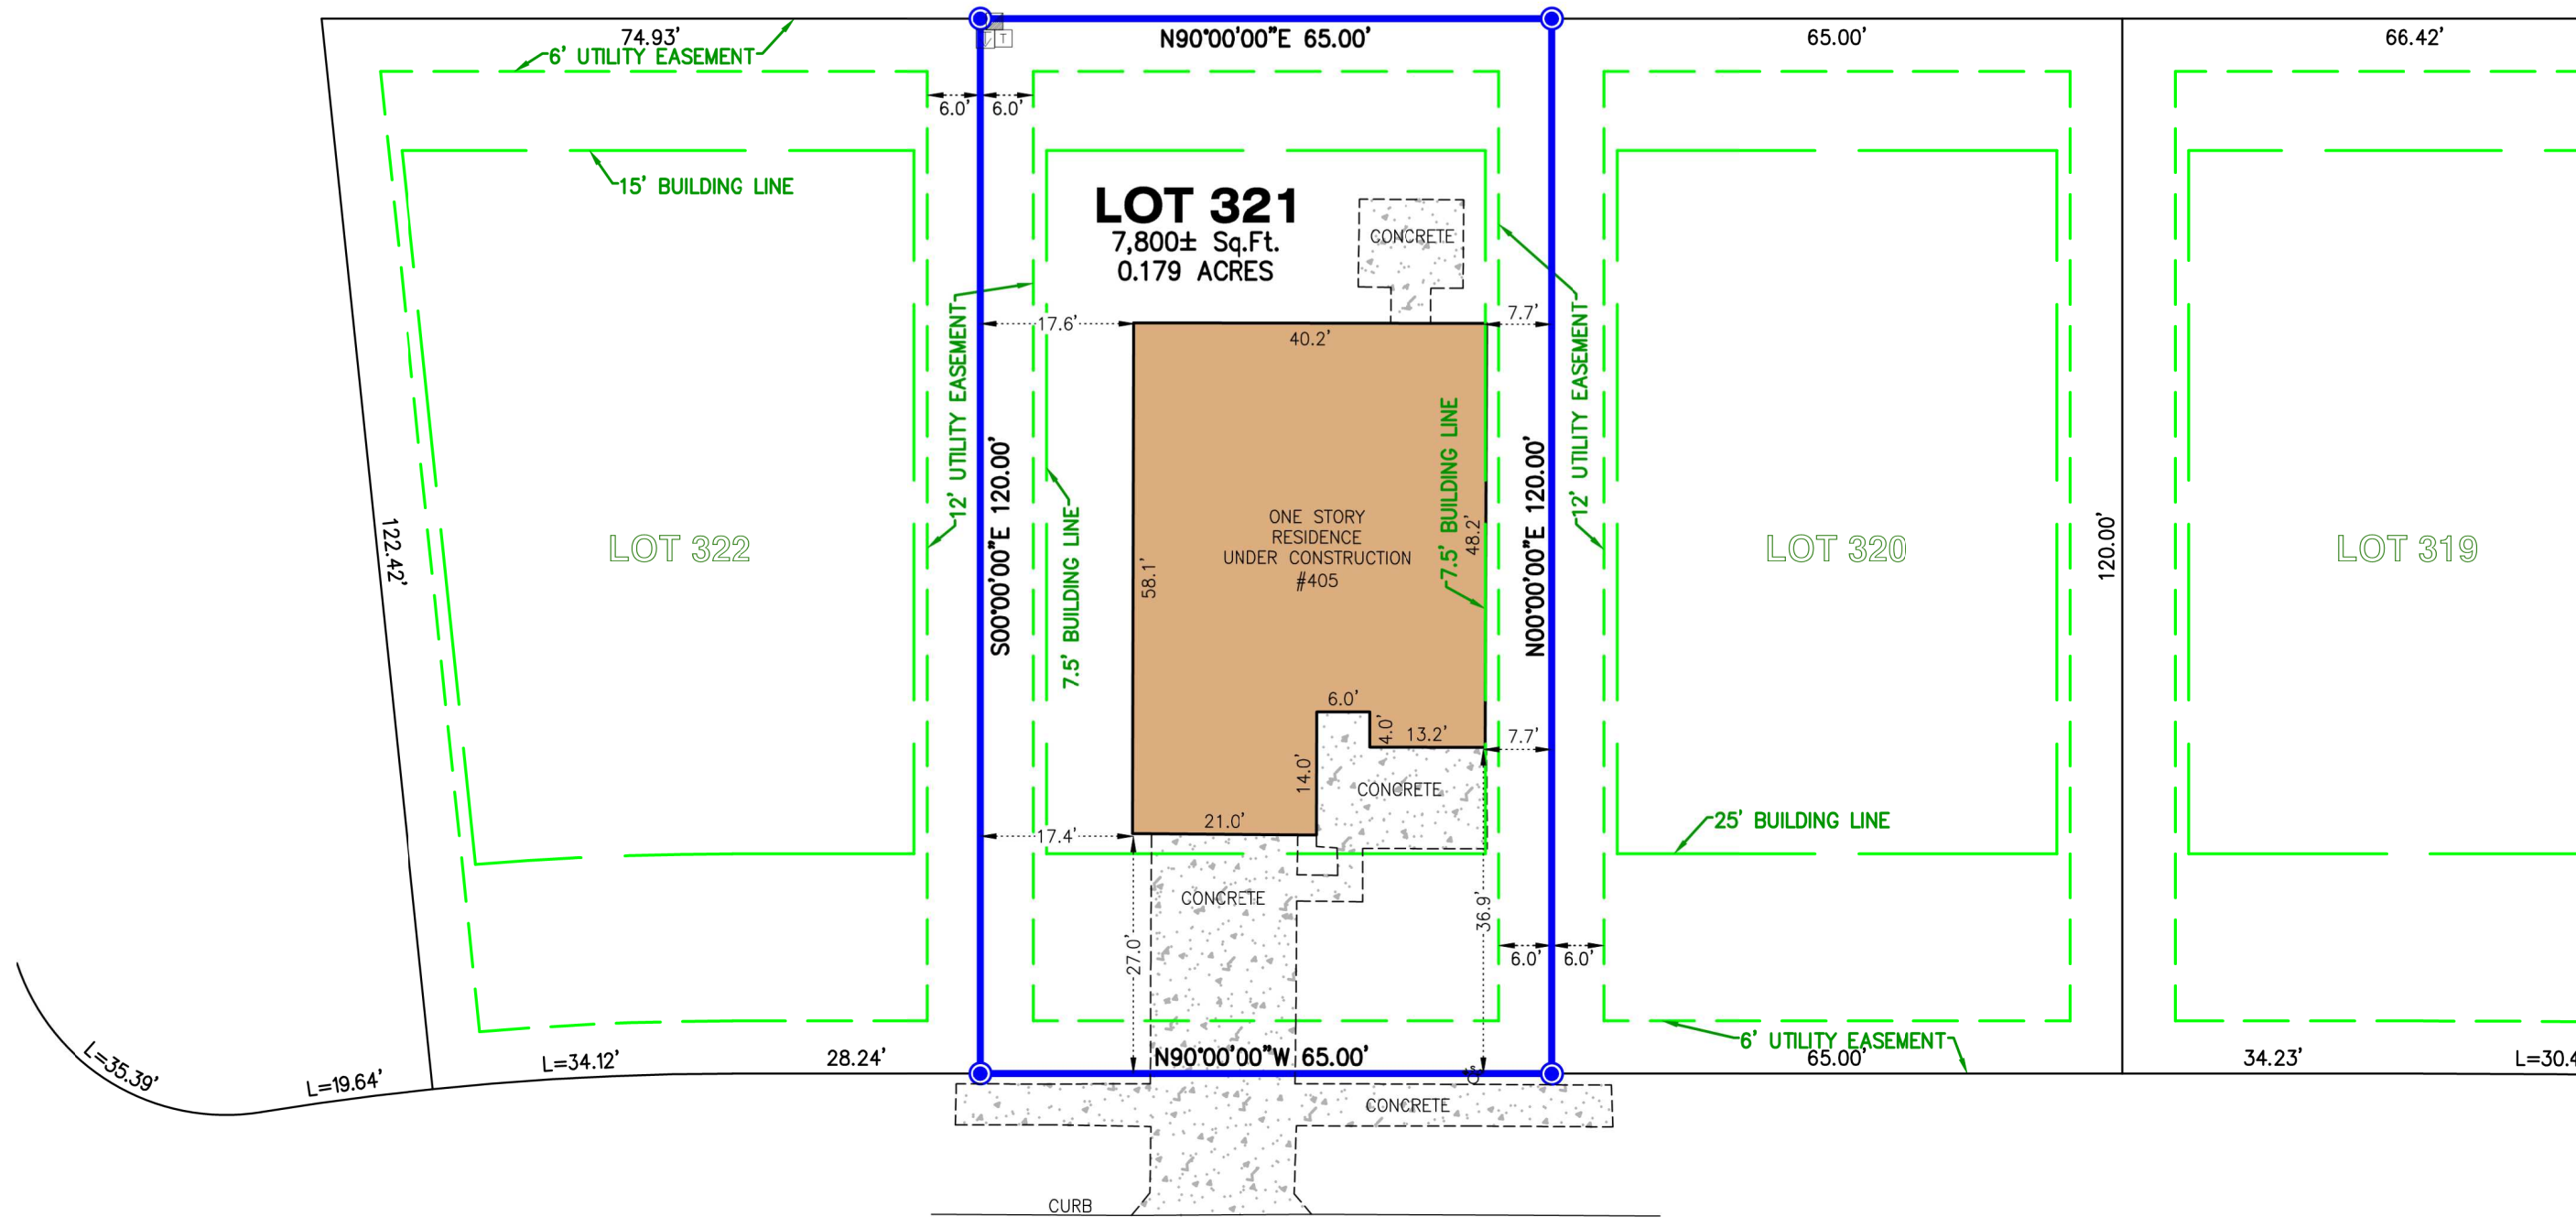 74.93'
N90°00'00"E 65.00'
65.00'
66.42'
6' UTILITY EASEMENT
T
6.0'
6.0'
15' BUILDING LINE
LOT 321
7,800± Sq.Ft.
0.179 ACRES
CONCRETE
17.6'
7.7'
40.2'
12' UTILITY EASEMENT
12' UTILITY EASEMENT
7.5' BUILDING LINE
7.5' BUILDING LINE
S00°00'00"E 120.00'
N00°00'00"E 120.00'
122.42'
LOT 322
ONE STORY
RESIDENCE
UNDER CONSTRUCTION
#405
58.1'
48.2'
LOT 320
120.00'
LOT 319
6.0'
4.0'
13.2'
7.7'
14.0'
CONCRETE
21.0'
17.4'
25' BUILDING LINE
CONCRETE
27.0'
36.9'
6.0'
6.0'
6' UTILITY EASEMENT
L=35.39'
L=19.64'
L=34.12'
28.24'
N90°00'00"W 65.00'
65.00'
34.23'
L=30.4
CONCRETE
CURB